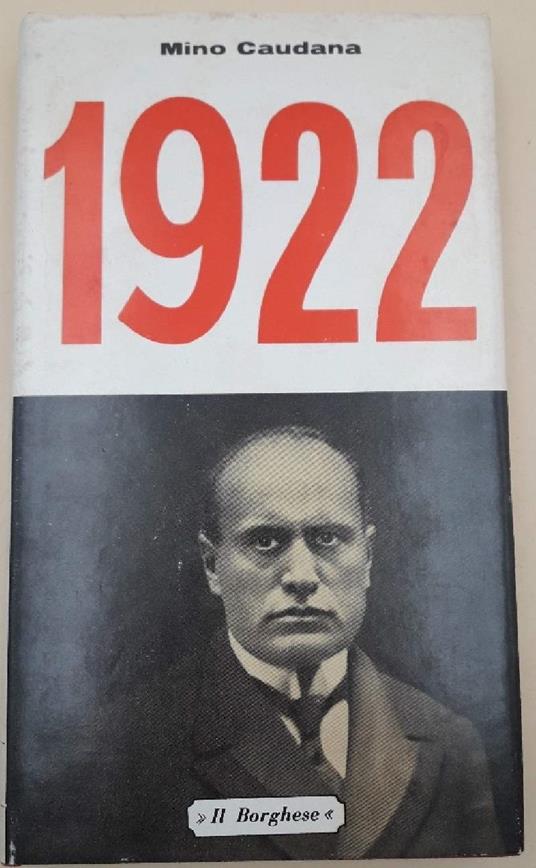 Mino Caudana
1922
» Il Borghese «